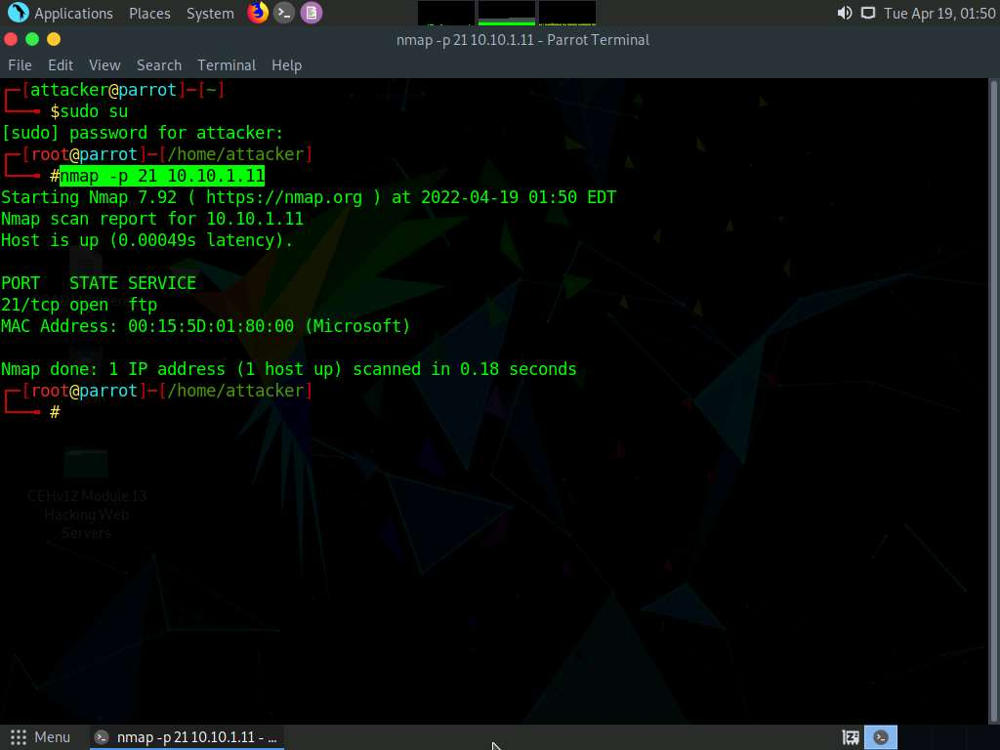 Applications Places System Tue Apr 19, 01:50
nmap -p 21 10.10.1.11 - Parrot Terminal
File Edit View Search Terminal Help
┌─[attacker@parrot]─[~]
└──╼ $sudo su
[sudo] password for attacker:
┌─[root@parrot]─[/home/attacker]
└──╼ #nmap -p 21 10.10.1.11
Starting Nmap 7.92 ( https://nmap.org ) at 2022-04-19 01:50 EDT
Nmap scan report for 10.10.1.11
Host is up (0.00049s latency).
PORT   STATE SERVICE
21/tcp open  ftp
MAC Address: 00:15:5D:01:80:00 (Microsoft)
Nmap done: 1 IP address (1 host up) scanned in 0.18 seconds
┌─[root@parrot]─[/home/attacker]
└──╼ #
CEHv12 Module 13
Hacking Web
Servers
Menu nmap -p 21 10.10.1.11 - ...